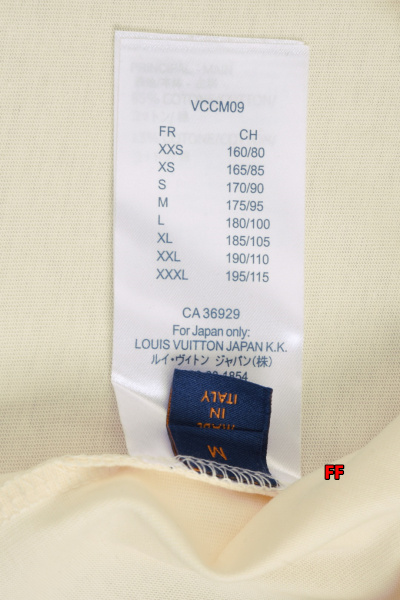 VCCM09
FR CH
XXS 160/80
XS 165/85
S 170/90
M 175/95
L 180/100
XL 185/105
XXL 190/110
XXXL 195/115
CA 36929
For Japan only:
LOUIS VUITTON JAPAN K.K.
ルイ・ヴィトン ジャパン(株)
1854
MADE
IN
ITALY
M
FF